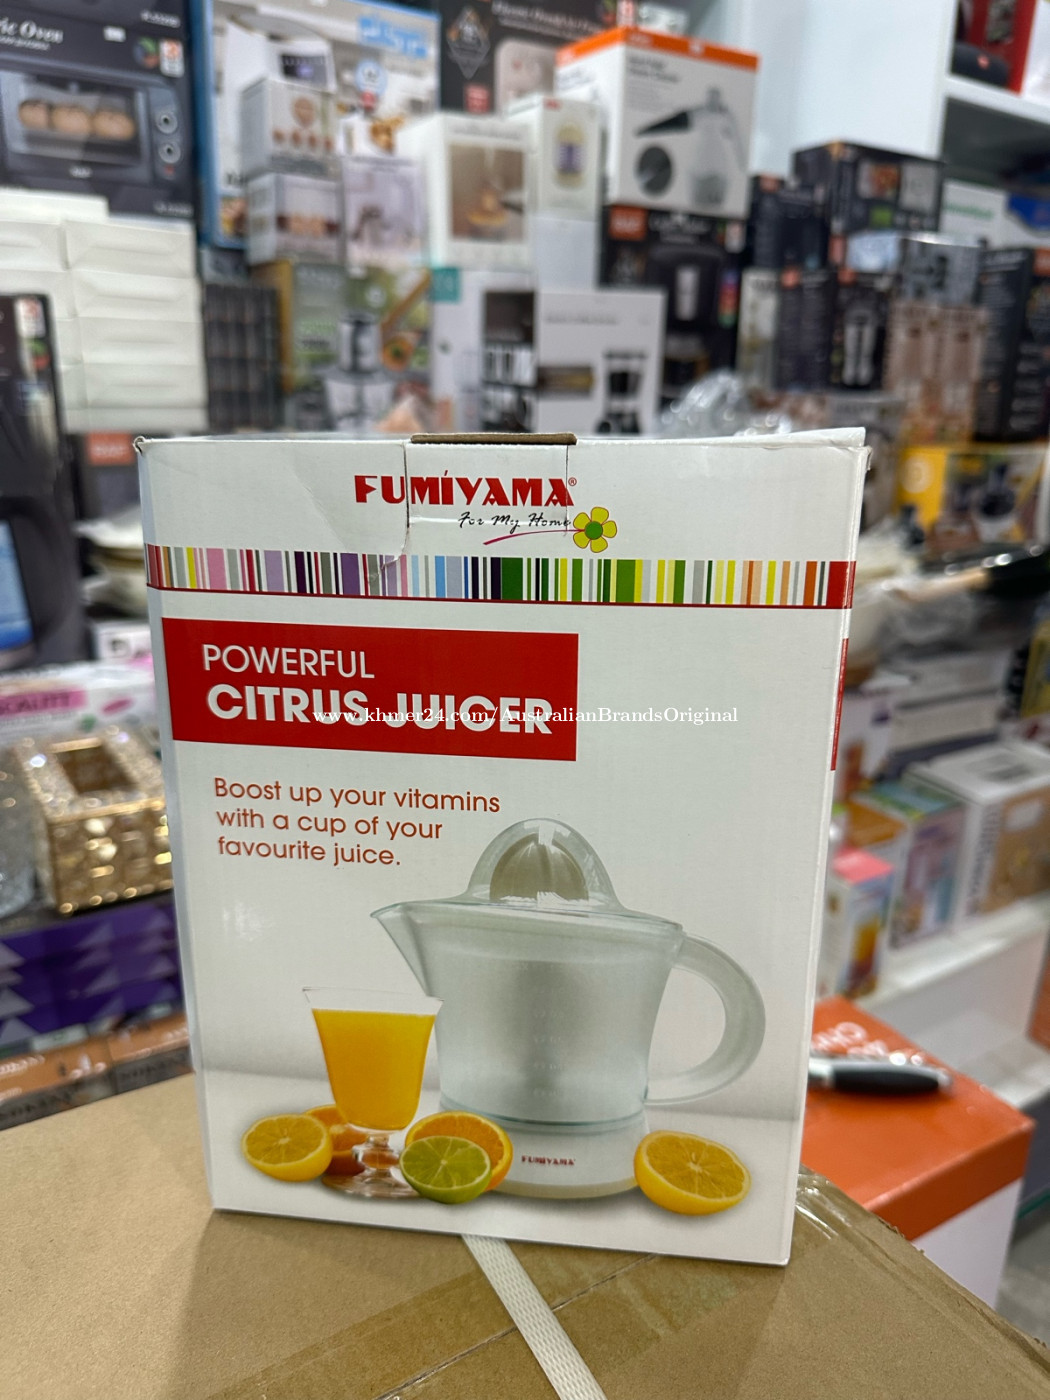 FUMÍYAMA®
For My Home
POWERFUL
CITRUS JUICER
www.khmer24.com/AustralianBrandsOriginal
Boost up your vitamins
with a cup of your
favourite juice.
FUMIYAMA